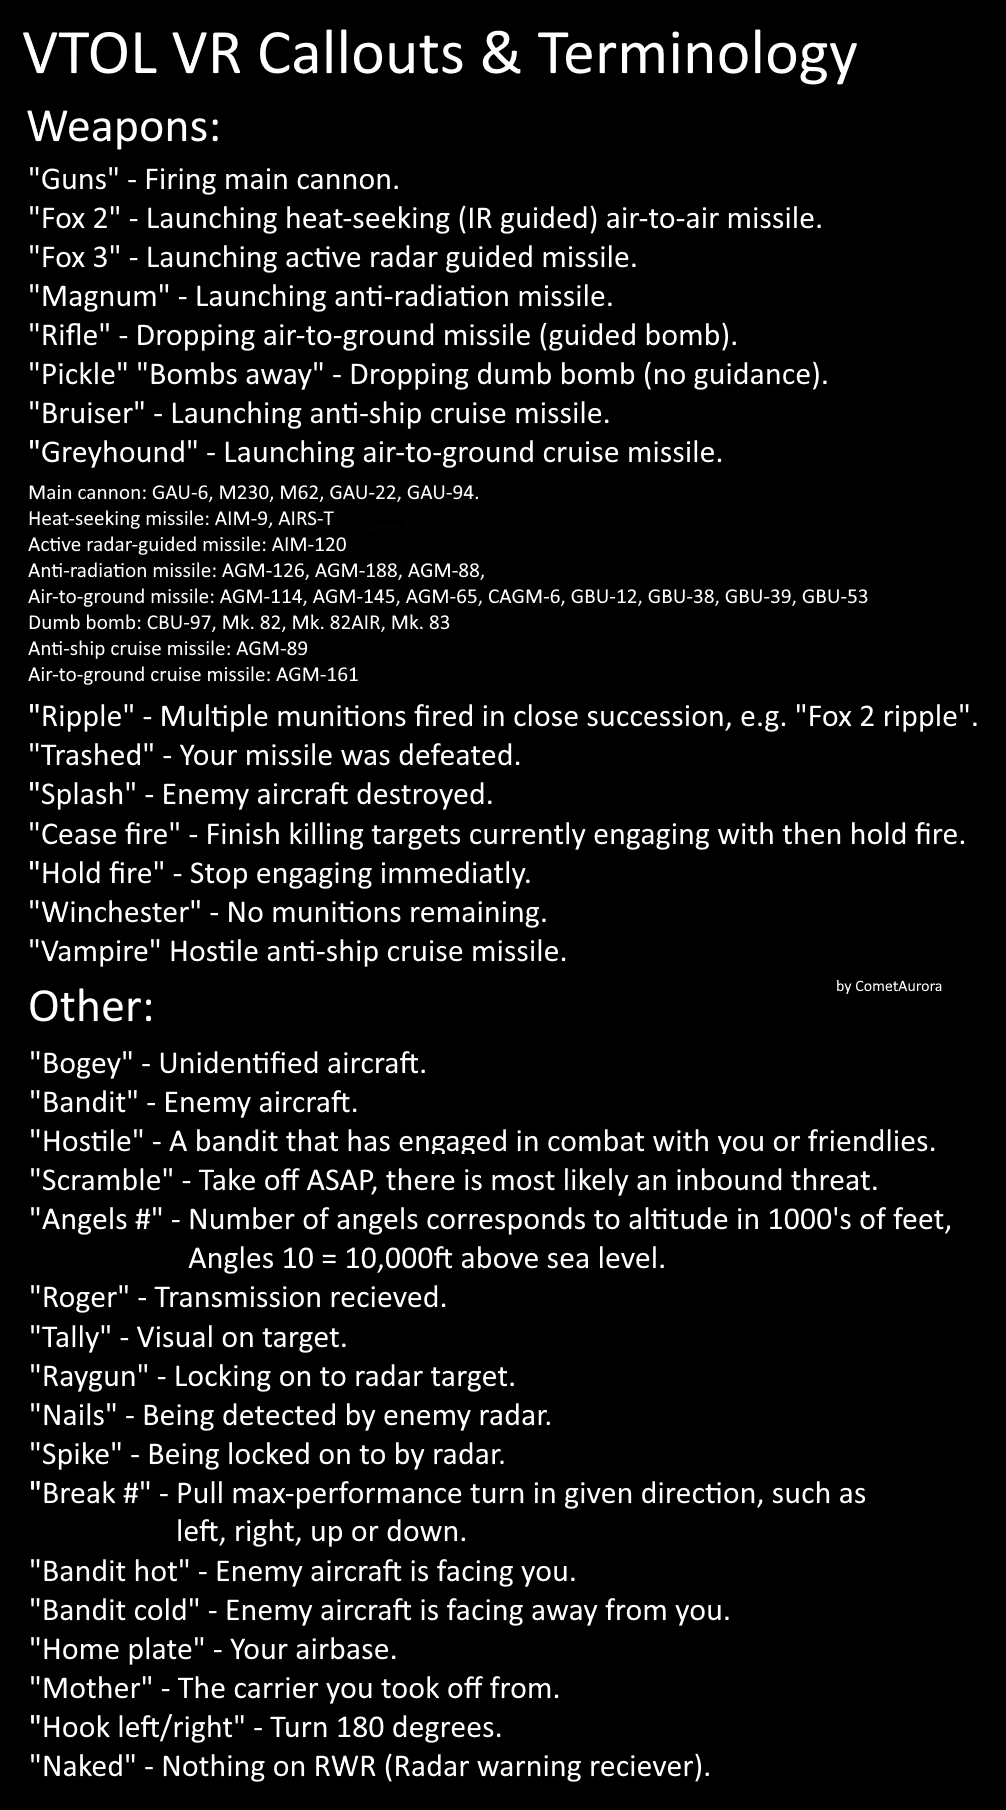 VTOL VR Callouts & Terminology
Weapons:
"Guns" - Firing main cannon.
"Fox 2" - Launching heat-seeking (IR guided) air-to-air missile.
"Fox 3" - Launching active radar guided missile.
"Magnum" - Launching anti-radiation missile.
"Rifle" - Dropping air-to-ground missile (guided bomb).
"Pickle" "Bombs away" - Dropping dumb bomb (no guidance).
"Bruiser" - Launching anti-ship cruise missile.
"Greyhound" - Launching air-to-ground cruise missile.
Main cannon: GAU-6, M230, M62, GAU-22, GAU-94.
Heat-seeking missile: AIM-9, AIRS-T
Active radar-guided missile: AIM-120
Anti-radiation missile: AGM-126, AGM-188, AGM-88,
Air-to-ground missile: AGM-114, AGM-145, AGM-65, CAGM-6, GBU-12, GBU-38, GBU-39, GBU-53
Dumb bomb: CBU-97, Mk. 82, Mk. 82AIR, Mk. 83
Anti-ship cruise missile: AGM-89
Air-to-ground cruise missile: AGM-161
"Ripple" - Multiple munitions fired in close succession, e.g. "Fox 2 ripple".
"Trashed" - Your missile was defeated.
"Splash" - Enemy aircraft destroyed.
"Cease fire" - Finish killing targets currently engaging with then hold fire.
"Hold fire" - Stop engaging immediatly.
"Winchester" - No munitions remaining.
"Vampire" Hostile anti-ship cruise missile.
by CometAurora
Other:
"Bogey" - Unidentified aircraft.
"Bandit" - Enemy aircraft.
"Hostile" - A bandit that has engaged in combat with you or friendlies.
"Scramble" - Take off ASAP, there is most likely an inbound threat.
"Angels #" - Number of angels corresponds to altitude in 1000's of feet,
Angles 10 = 10,000ft above sea level.
"Roger" - Transmission recieved.
"Tally" - Visual on target.
"Raygun" - Locking on to radar target.
"Nails" - Being detected by enemy radar.
"Spike" - Being locked on to by radar.
"Break #" - Pull max-performance turn in given direction, such as
left, right, up or down.
"Bandit hot" - Enemy aircraft is facing you.
"Bandit cold" - Enemy aircraft is facing away from you.
"Home plate" - Your airbase.
"Mother" - The carrier you took off from.
"Hook left/right" - Turn 180 degrees.
"Naked" - Nothing on RWR (Radar warning reciever).